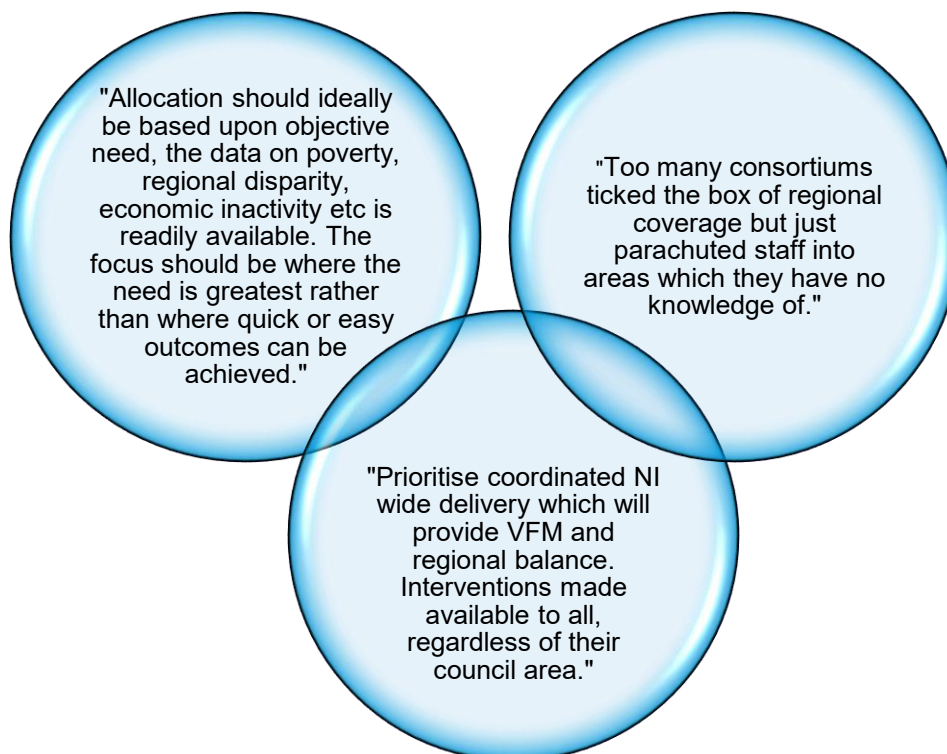 "Allocation should ideally
be based upon objective
need, the data on poverty,
regional disparity,
economic inactivity etc is
readily available. The
focus should be where the
need is greatest rather
than where quick or easy
outcomes can be
achieved."
"Too many consortiums
ticked the box of regional
coverage but just
parachuted staff into
areas which they have no
knowledge of."
"Prioritise coordinated NI
wide delivery which will
provide VFM and
regional balance.
Interventions made
available to all,
regardless of their
council area."